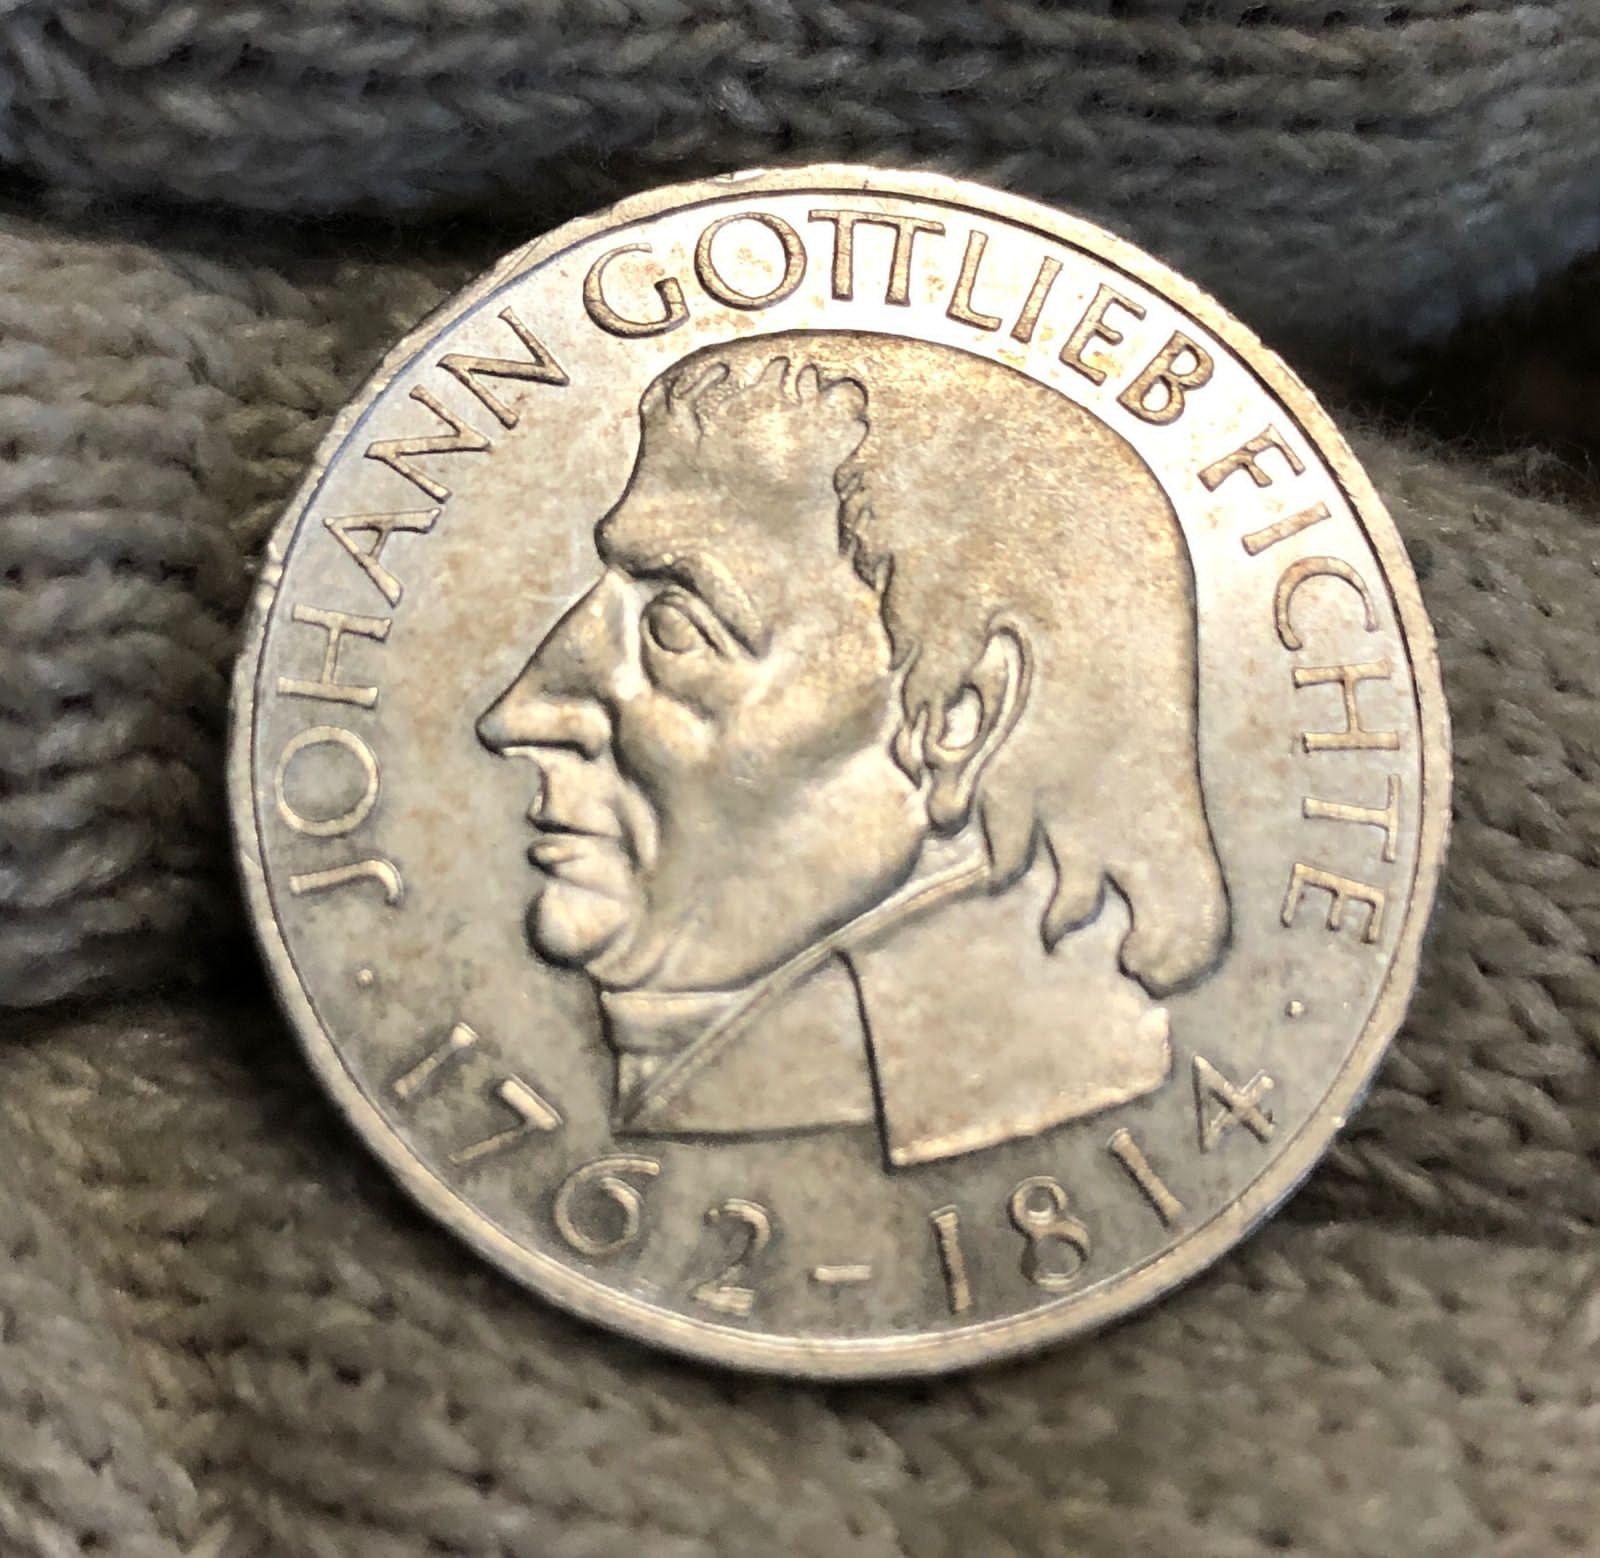 JOHANN GOTTLIEB FICHTE
· 1762-1814 ·